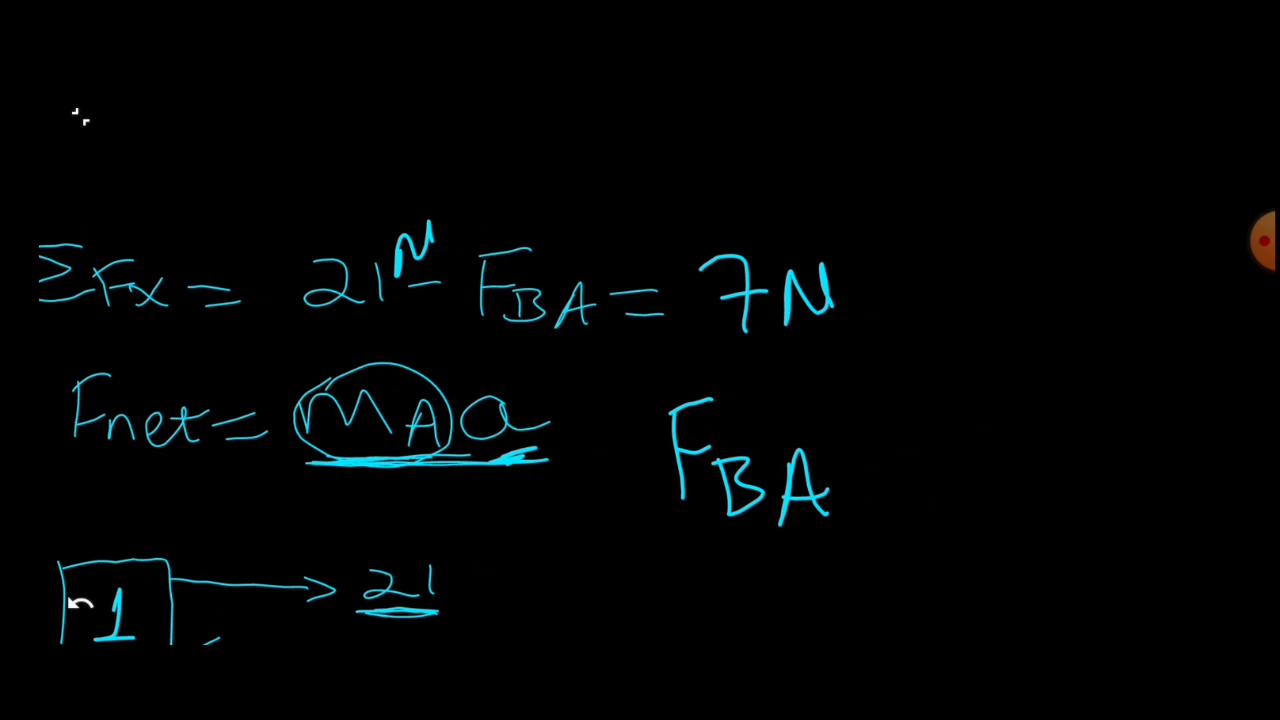 ΣFx = 21N - FBA = 7N
Fnet = mAa
FBA
1
21